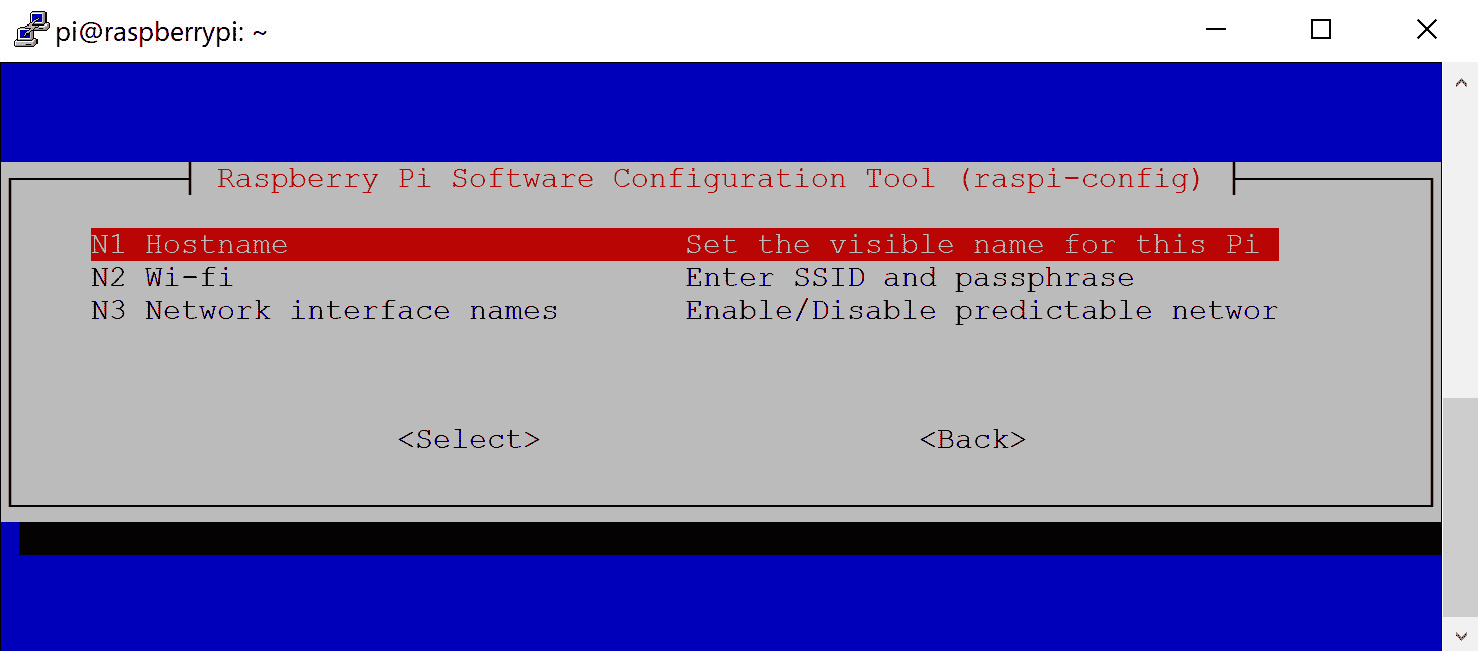 pi@raspberrypi: ~
Raspberry Pi Software Configuration Tool (raspi-config)
N1 Hostname Set the visible name for this Pi
N2 Wi-fi Enter SSID and passphrase
N3 Network interface names Enable/Disable predictable networ
<Select> <Back>